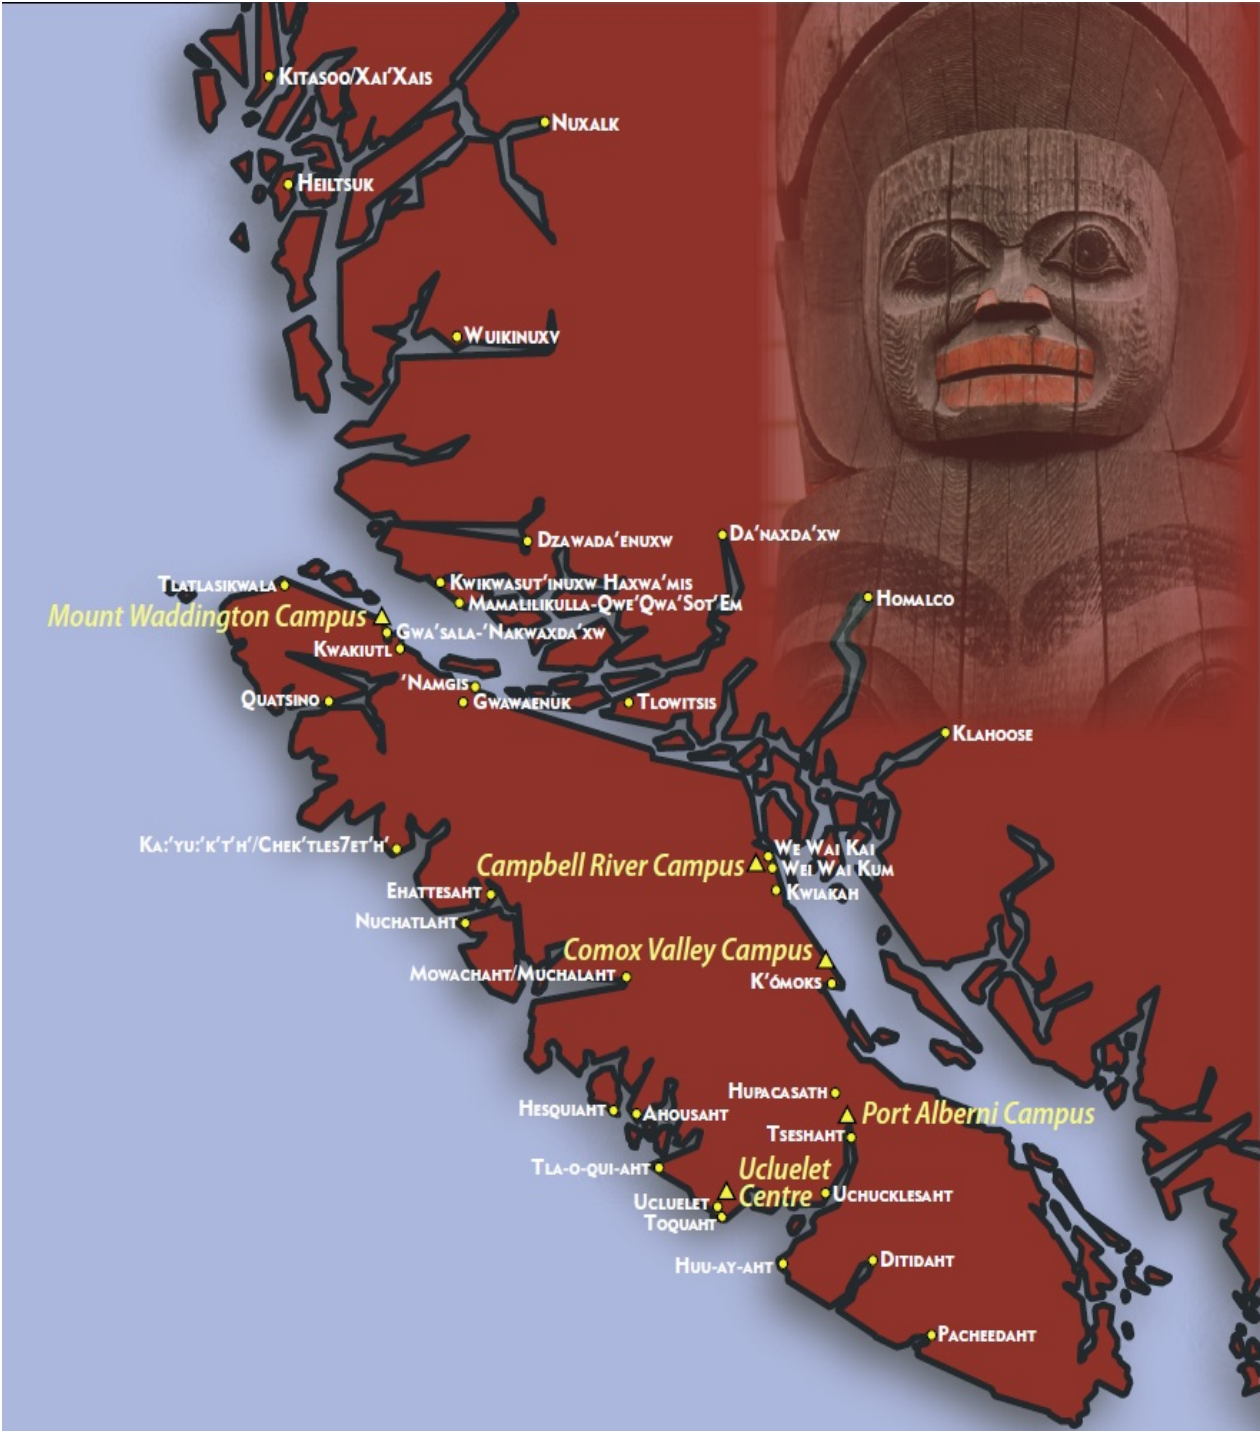 Kitasoo/Xai'Xais
Nuxalk
Heiltsuk
Wuikinuxv
Dzawada'enuxw
Da'naxda'xw
Tlatlasikwala
Kwikwasut'inuxw Haxwa'mis
Mamalilikulla-Qwe'Qwa'Sot'Em
Homalco
Mount Waddington Campus
Gwa'sala-'Nakwaxda'xw
Kwakiutl
'Namgis
Quatsino
Gwawaenuk
Tlowitsis
Klahoose
Ka:'yu:'k't'h'/Chek'tles7et'h'
We Wai Kai
Campbell River Campus
Wei Wai Kum
Ehattesaht
Kwiakah
Nuchatlaht
Comox Valley Campus
Mowachaht/Muchalaht
K'ómoks
Hupacasath
Hesquiaht
Ahousaht
Port Alberni Campus
Tseshaht
Tla-o-qui-aht
Ucluelet
Centre
Uchucklesaht
Ucluelet
Toquaht
Huu-ay-aht
Ditidaht
Pacheedaht